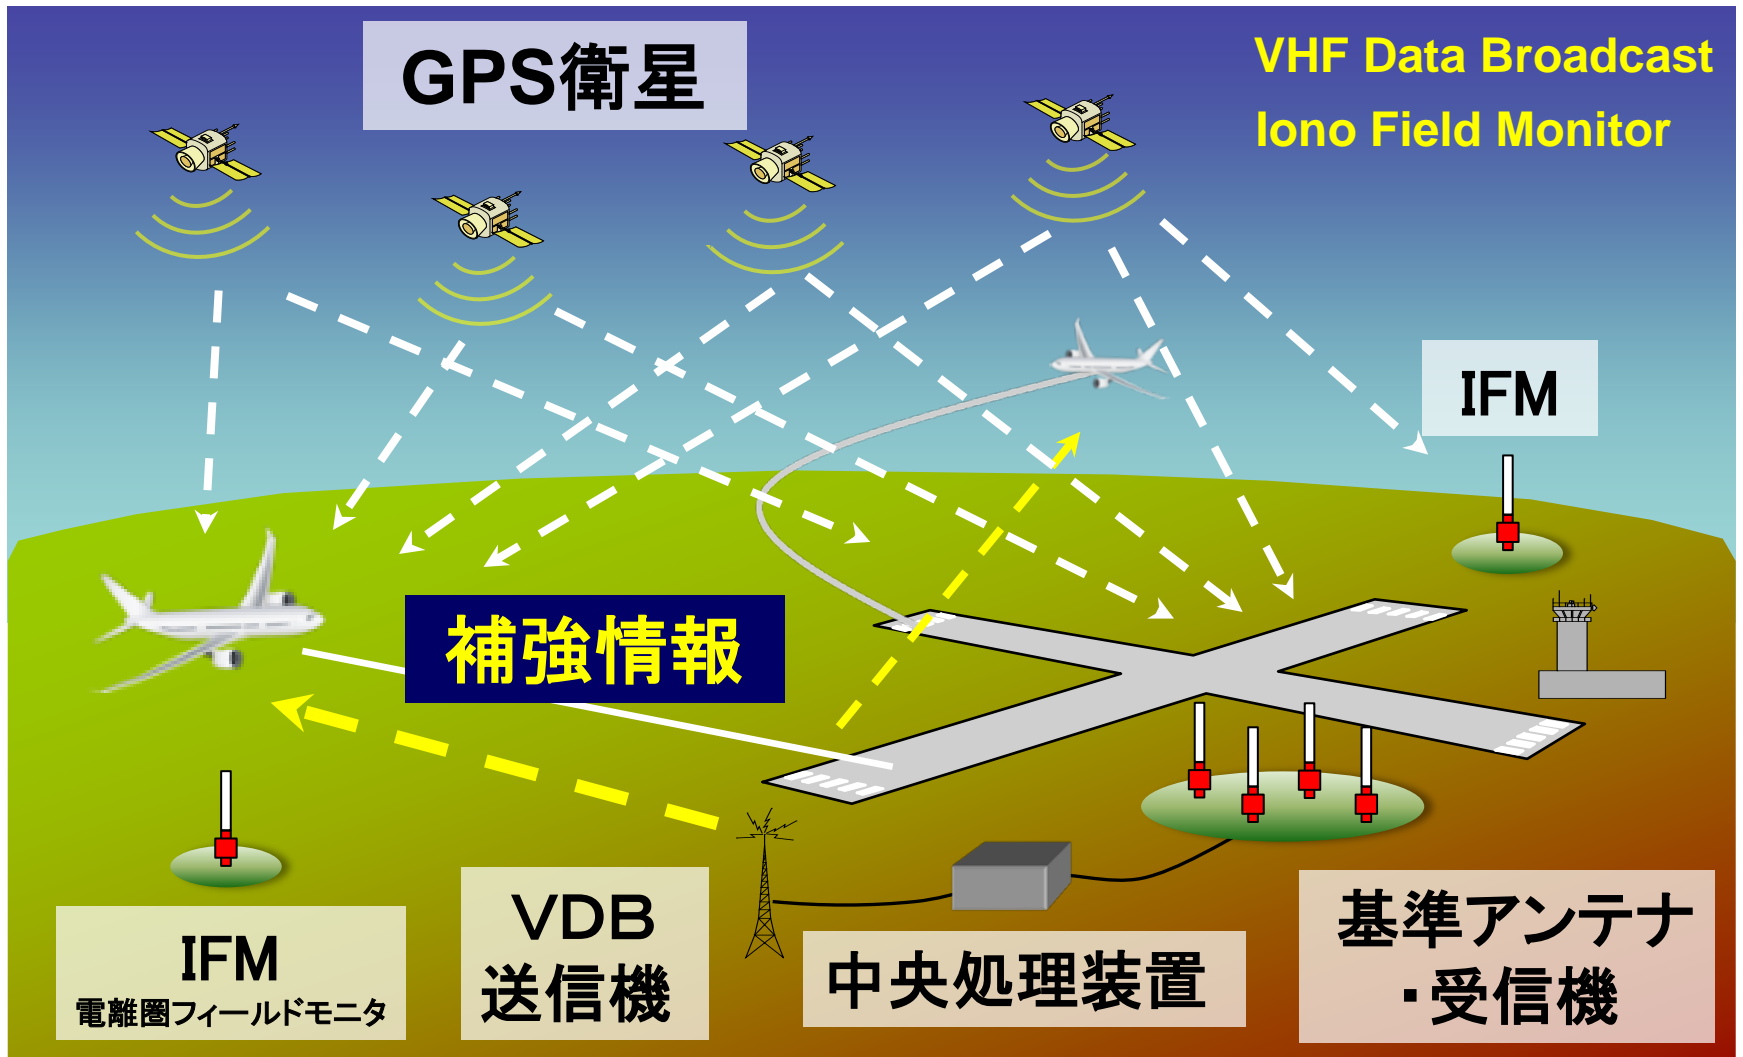 GPS衛星
VHF Data Broadcast
Iono Field Monitor
IFM
補強情報
IFM
電離圏フィールドモニタ
VDB
送信機
中央処理装置
基準アンテナ
・受信機